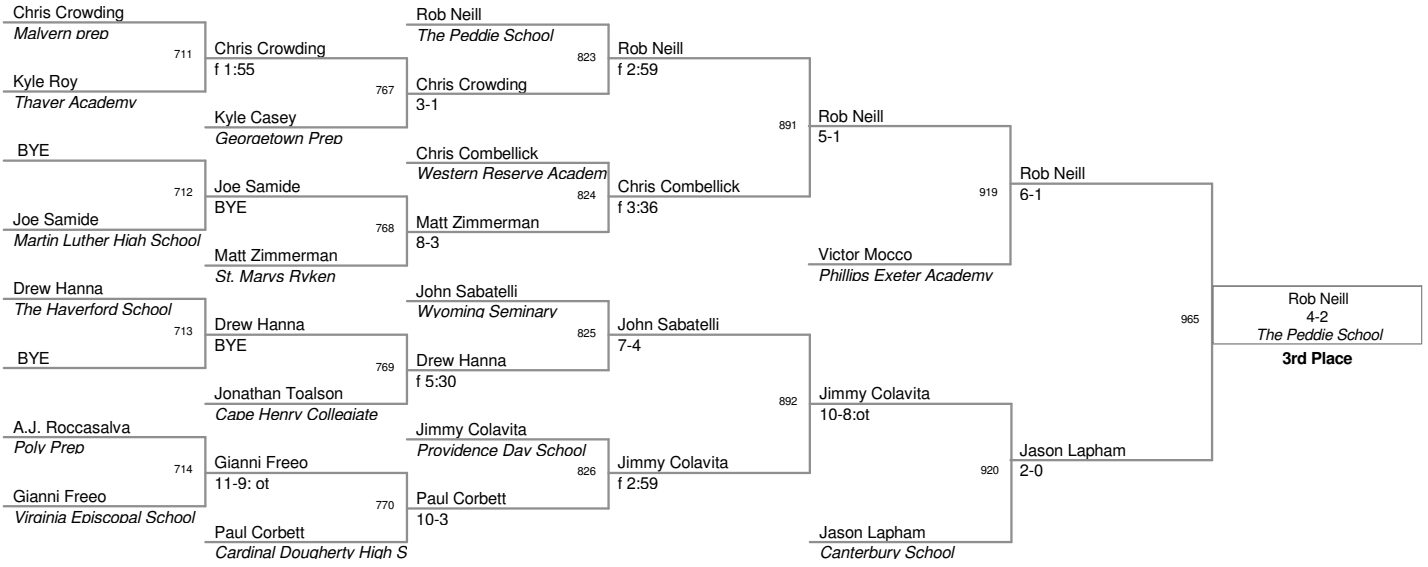 Chris Crowding
Malvern prep
711
Kyle Roy
Thayer Academy
BYE
712
Joe Samide
Martin Luther High School
Drew Hanna
The Haverford School
713
BYE
A.J. Roccasalva
Poly Prep
714
Gianni Freeo
Virginia Episcopal School
Chris Crowding
f 1:55
767
Kyle Casey
Georgetown Prep
Joe Samide
BYE
768
Matt Zimmerman
St. Marys Ryken
Drew Hanna
BYE
769
Jonathan Toalson
Cape Henry Collegiate
Gianni Freeo
11-9: ot
770
Paul Corbett
Cardinal Dougherty High S
Rob Neill
The Peddie School
823
Chris Crowding
3-1
Chris Combellick
Western Reserve Academ
824
Matt Zimmerman
8-3
John Sabatelli
Wyoming Seminary
825
Drew Hanna
f 5:30
Jimmy Colavita
Providence Day School
826
Paul Corbett
10-3
Rob Neill
f 2:59
891
Chris Combellick
f 3:36
John Sabatelli
7-4
892
Jimmy Colavita
f 2:59
Rob Neill
5-1
919
Victor Mocco
Phillips Exeter Academy
Jimmy Colavita
10-8:ot
920
Jason Lapham
Canterbury School
Rob Neill
6-1
965
Jason Lapham
2-0
Rob Neill
4-2
The Peddie School
3rd Place